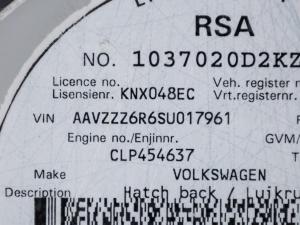 RSA
NO. 1037020D2KZ
Licence no. Veh. register n
Lisensienr. KNX048EC Vrt.registernr.
VIN AAVZZZ6R6SU017961
Engine no./Enjinnr. GVM/
CLP454637 T
Make VOLKSWAGEN
Description Hatch back / Luikru